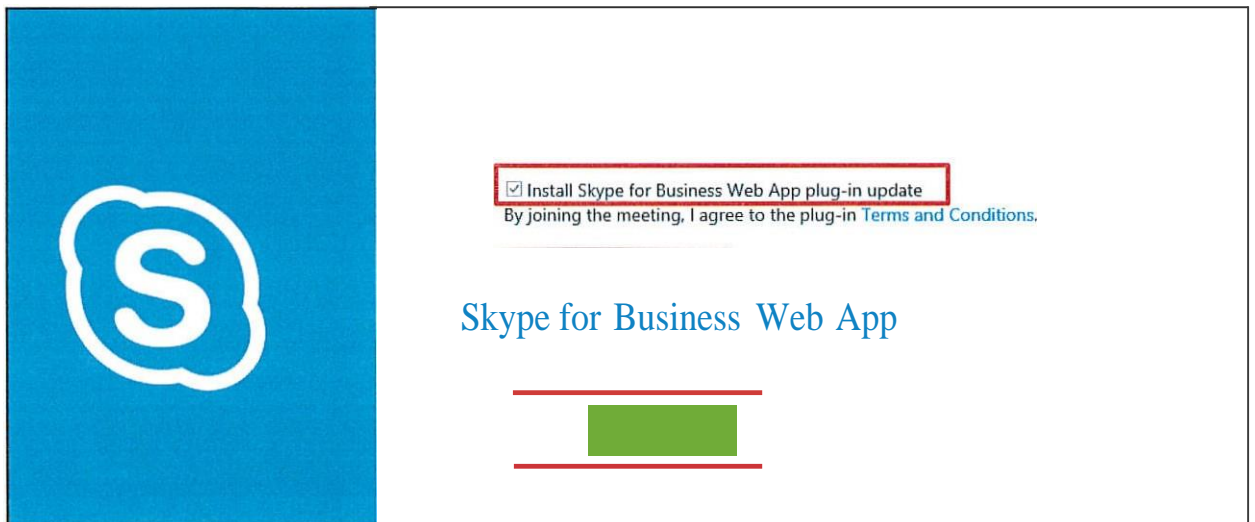 Install Skype for Business Web App plug-in update
By joining the meeting, I agree to the plug-in Terms and Conditions.
Skype for Business Web App